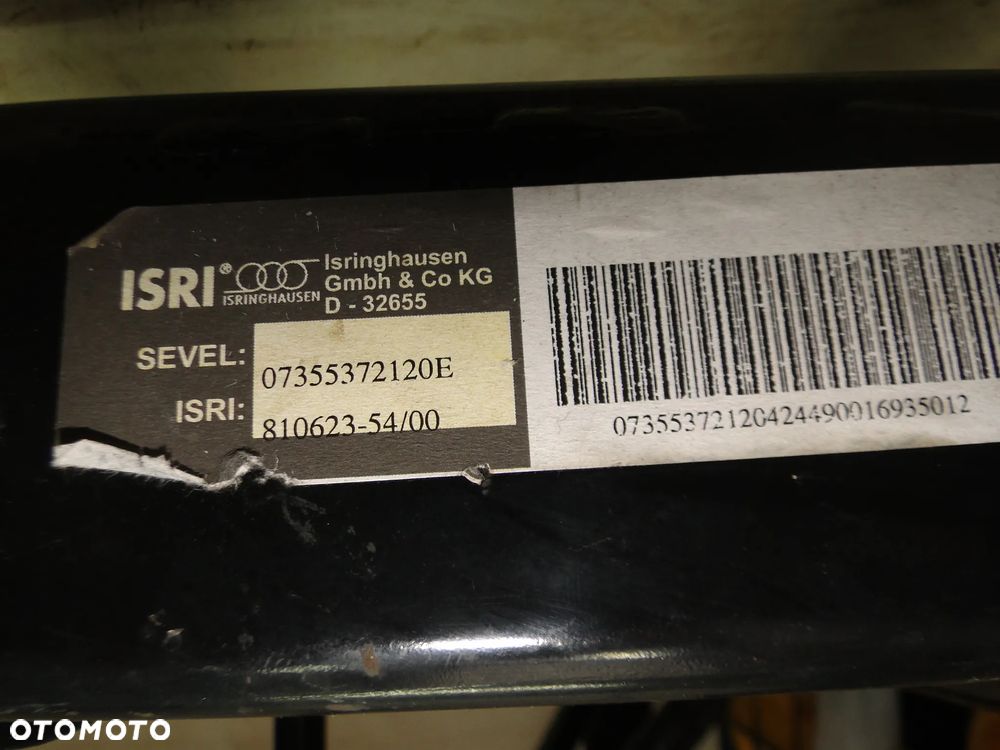 ISRI® ISRINGHAUSEN
Isringhausen
Gmbh & Co KG
D - 32655
SEVEL: 07355372120E
ISRI: 810623-54/00
07355372120424490016935012
OTOMOTO